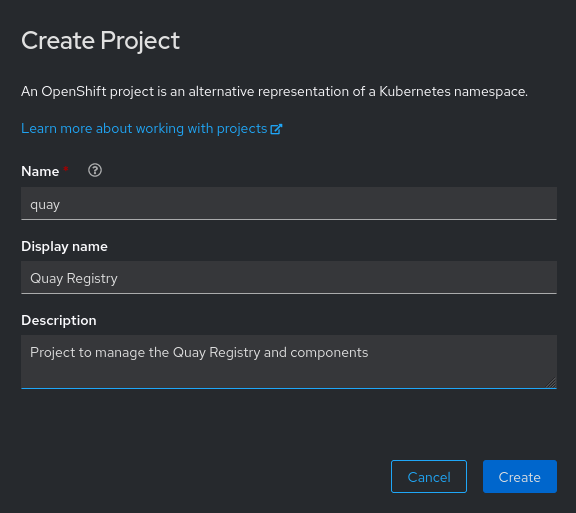 Create Project
An OpenShift project is an alternative representation of a Kubernetes namespace.
Learn more about working with projects
Name *
quay
Display name
Quay Registry
Description
Project to manage the Quay Registry and components
Cancel Create